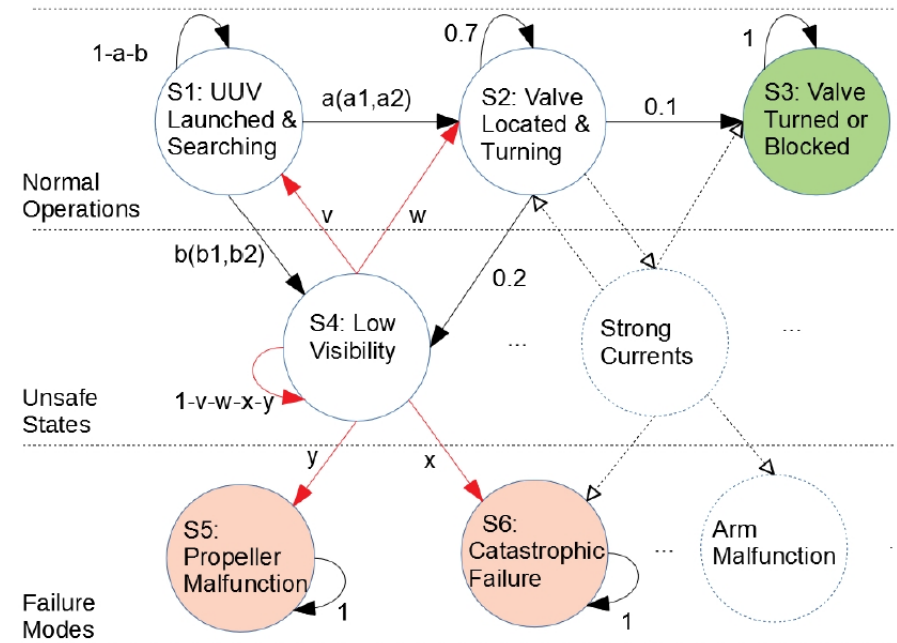 1-a-b
0.7
1
S1: UUV
Launched &
Searching
a(a1,a2)
S2: Valve
Located &
Turning
0.1
S3: Valve
Turned or
Blocked
Normal
Operations
v
w
b(b1,b2)
0.2
S4: Low
Visibility
...
Strong
Currents
...
1-v-w-x-y
Unsafe
States
y
x
S5:
Propeller
Malfunction
1
S6:
Catastrophic
Failure
1
...
Arm
Malfunction
.
Failure
Modes